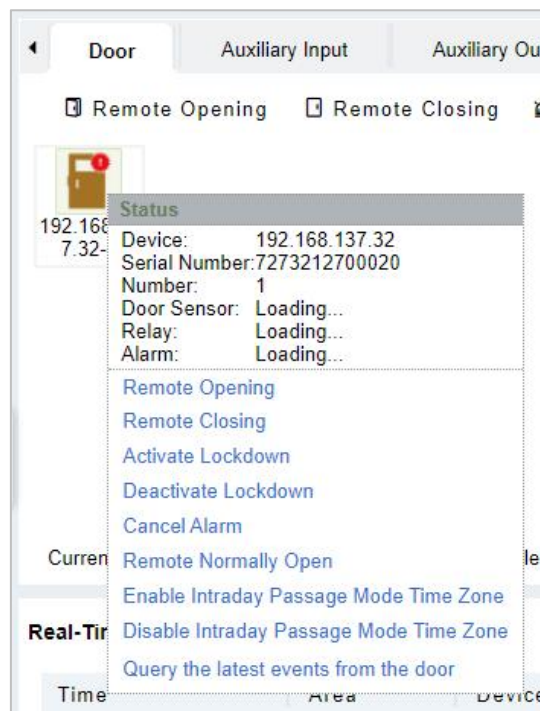 Door Auxiliary Input Auxiliary Ou
Remote Opening Remote Closing
192.168
7.32-
Status
Device: 192.168.137.32
Serial Number:7273212700020
Number: 1
Door Sensor: Loading...
Relay: Loading...
Alarm: Loading...
Remote Opening
Remote Closing
Activate Lockdown
Deactivate Lockdown
Cancel Alarm
Curren Remote Normally Open le
Enable Intraday Passage Mode Time Zone
Real-Tir Disable Intraday Passage Mode Time Zone
Query the latest events from the door
Time Area Device